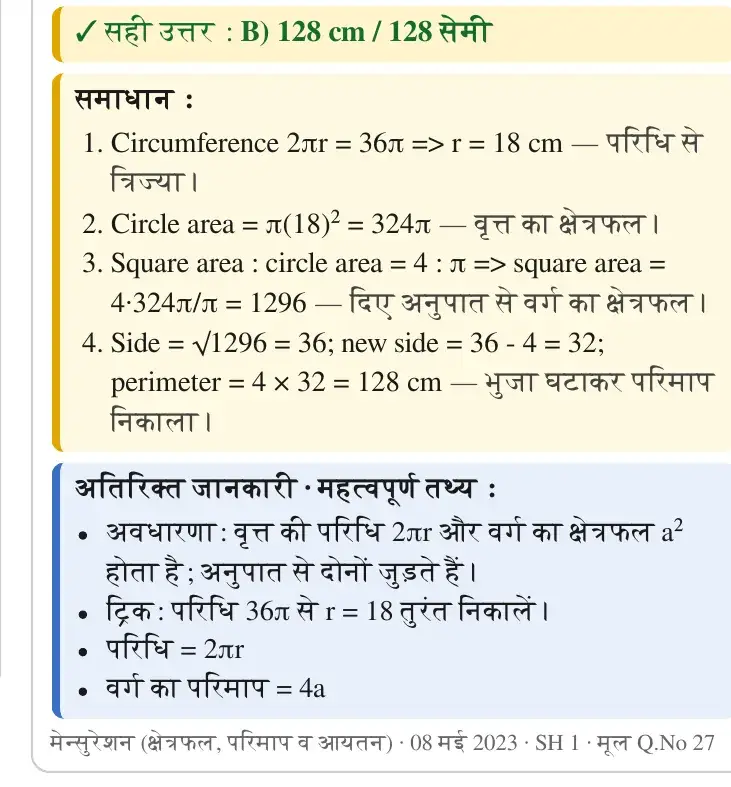 ✓ सही उत्तर : B) 128 cm / 128 सेमी
समाधान :
1. Circumference 2πr = 36π => r = 18 cm — परिधि से
त्रिज्या।
2. Circle area = π(18)² = 324π — वृत्त का क्षेत्रफल।
3. Square area : circle area = 4 : π => square area =
4·324π/π = 1296 — दिए अनुपात से वर्ग का क्षेत्रफल।
4. Side = √1296 = 36; new side = 36 - 4 = 32;
perimeter = 4 × 32 = 128 cm — भुजा घटाकर परिमाप
निकाला।
अतिरिक्त जानकारी · महत्वपूर्ण तथ्य :
• अवधारणा : वृत्त की परिधि 2πr और वर्ग का क्षेत्रफल a²
होता है ; अनुपात से दोनों जुड़ते हैं।
• ट्रिक : परिधि 36π से r = 18 तुरंत निकालें।
• परिधि = 2πr
• वर्ग का परिमाप = 4a
मेन्सुरेशन (क्षेत्रफल, परिमाप व आयतन) · 08 मई 2023 · SH 1 · मूल Q.No 27